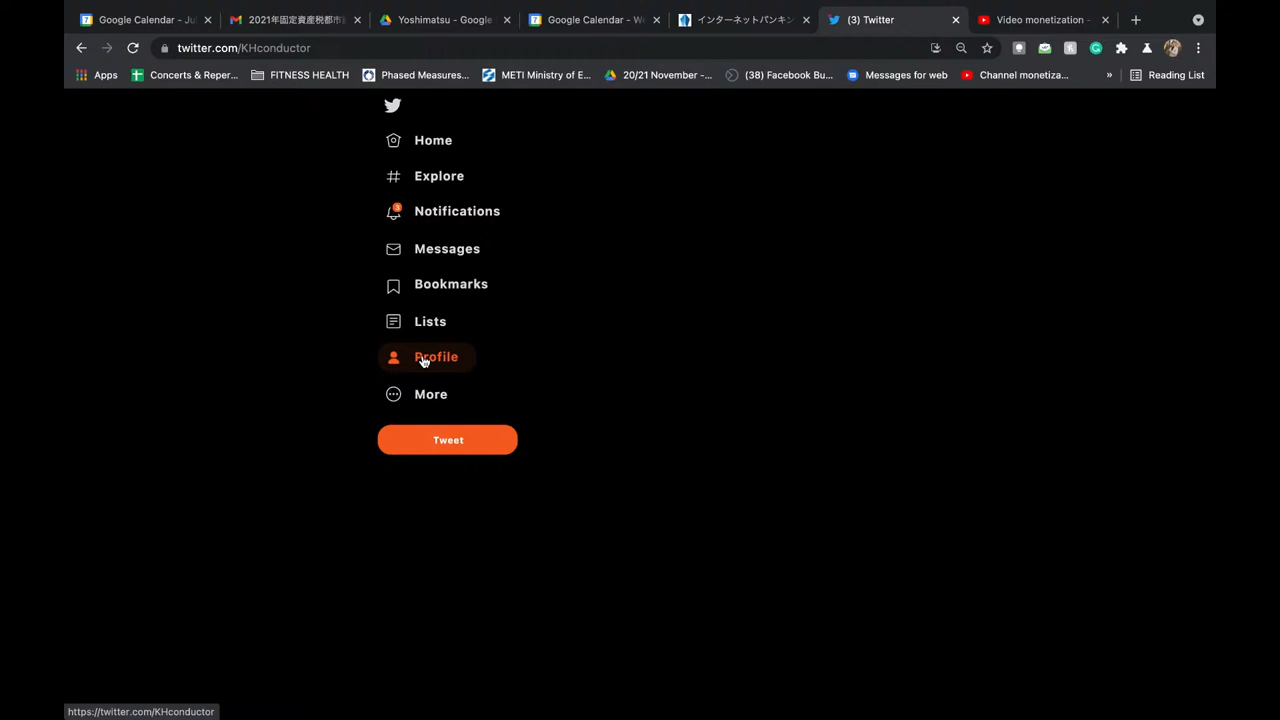 Google Calendar - Ju
2021年固定資産税都市
Yoshimatsu - Google
Google Calendar - W
インターネットバンキン
(3) Twitter
Video monetization -
twitter.com/KHconductor
Apps
Concerts & Reper...
FITNESS HEALTH
Phased Measures...
METI Ministry of E...
20/21 November -...
(38) Facebook Bu...
Messages for web
Channel monetiza...
»
Reading List
Home
Explore
3
Notifications
Messages
Bookmarks
Lists
Profile
More
Tweet
https://twitter.com/KHconductor